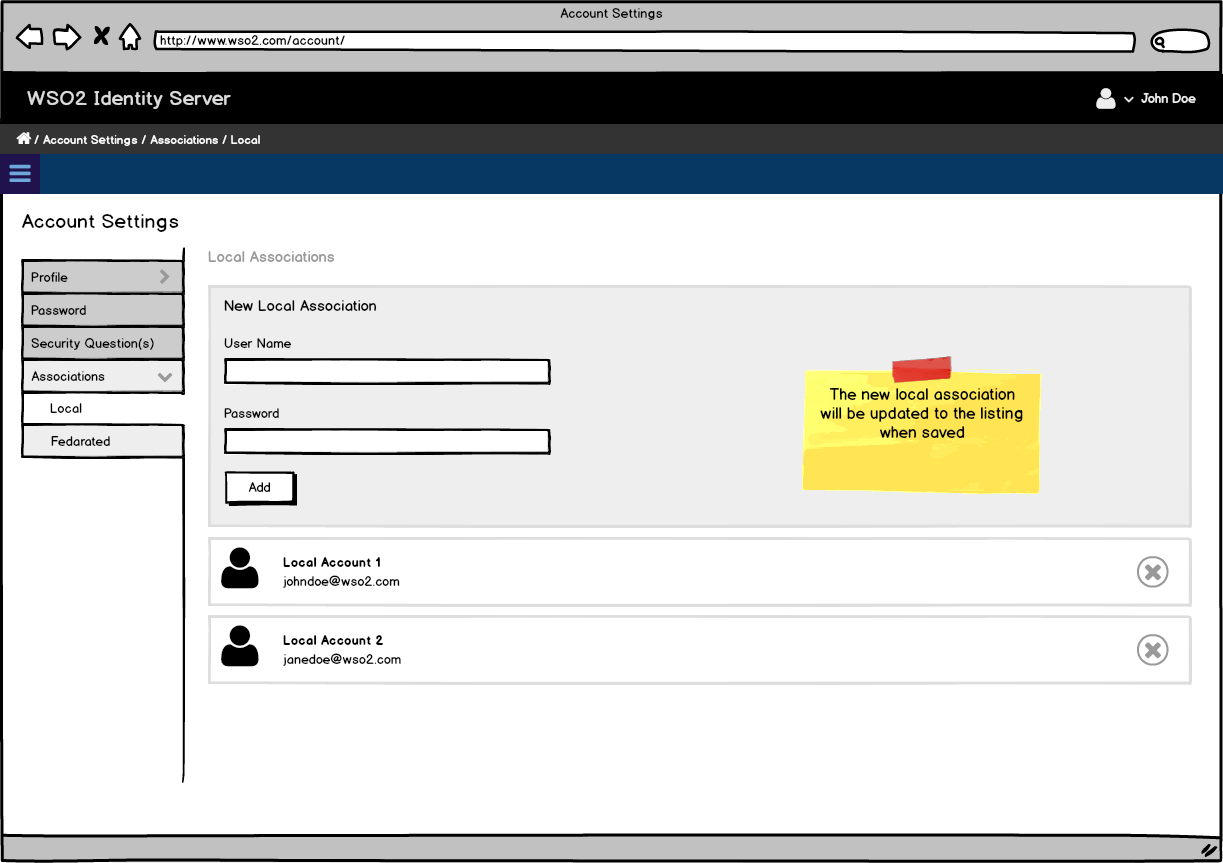 Account Settings
http://www.wso2.com/account/
WSO2 Identity Server
John Doe
/ Account Settings / Associations / Local
Account Settings
Profile
Password
Security Question(s)
Associations
Local
Fedarated
Local Associations
New Local Association
User Name
Password
Add
The new local association
will be updated to the listing
when saved
Local Account 1
johndoe@wso2.com
Local Account 2
janedoe@wso2.com